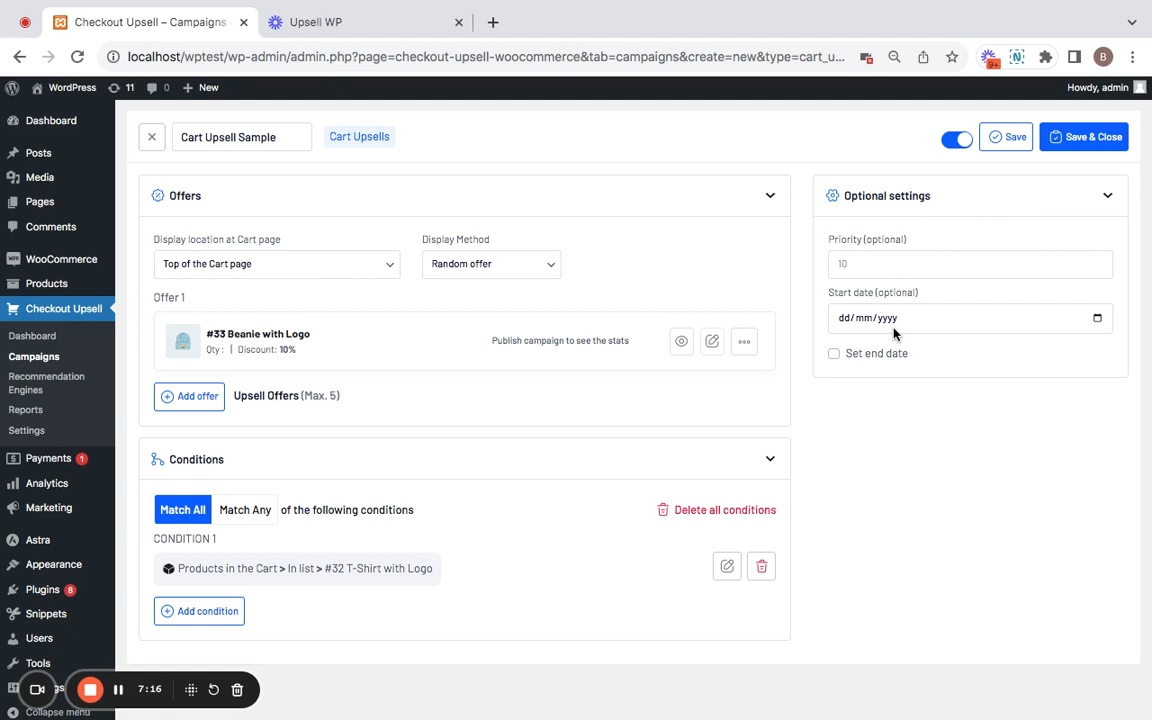 Checkout Upsell – Campaigns
Upsell WP
localhost/wptest/wp-admin/admin.php?page=checkout-upsell-woocommerce&tab=campaigns&create=new&type=cart_u...
9+
N
B
WordPress
11
0
New
Howdy, admin
Dashboard
Posts
Media
Pages
Comments
WooCommerce
Products
Checkout Upsell
Dashboard
Campaigns
Recommendation
Engines
Reports
Settings
Payments 1
Analytics
Marketing
Astra
Appearance
Plugins 8
Snippets
Users
Tools
Collapse menu
Cart Upsell Sample
Cart Upsells
Save
Save & Close
Offers
Display location at Cart page
Display Method
Top of the Cart page
Random offer
Offer 1
#33 Beanie with Logo
Qty : | Discount: 10%
Publish campaign to see the stats
Add offer
Upsell Offers (Max. 5)
Conditions
Match All
Match Any
of the following conditions
Delete all conditions
CONDITION 1
Products in the Cart > In list > #32 T-Shirt with Logo
Add condition
Optional settings
Priority (optional)
10
Start date (optional)
dd/mm/yyyy
Set end date
7:16